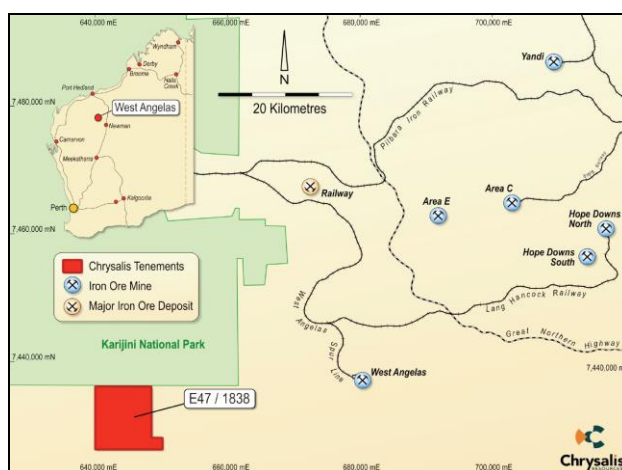 640,000 mE
660,000 mE
680,000 mE
700,000 mE
Wyndham
Derby
Broome
Halls
Creek
Port Hedland
West Angelas
Newman
Carnarvon
Meekatharra
Kalgoorlie
Perth
N
20 Kilometres
Yandi
7,480,000 mN
Pilbara Iron Railway
Railway
Area E
Area C
Hope Downs
North
Hope Downs
South
7,460,000 mN
Chrysalis Tenements
Iron Ore Mine
Major Iron Ore Deposit
West Angelas Spur Line
Lang Hancock Railway
Great Northern Highway
Karijini National Park
7,440,000 mN
7,440,000 mN
West Angelas
E47 / 1838
640,000 mE
660,000 mE
680,000 mE
700,000 mE
Chrysalis
RESOURCES